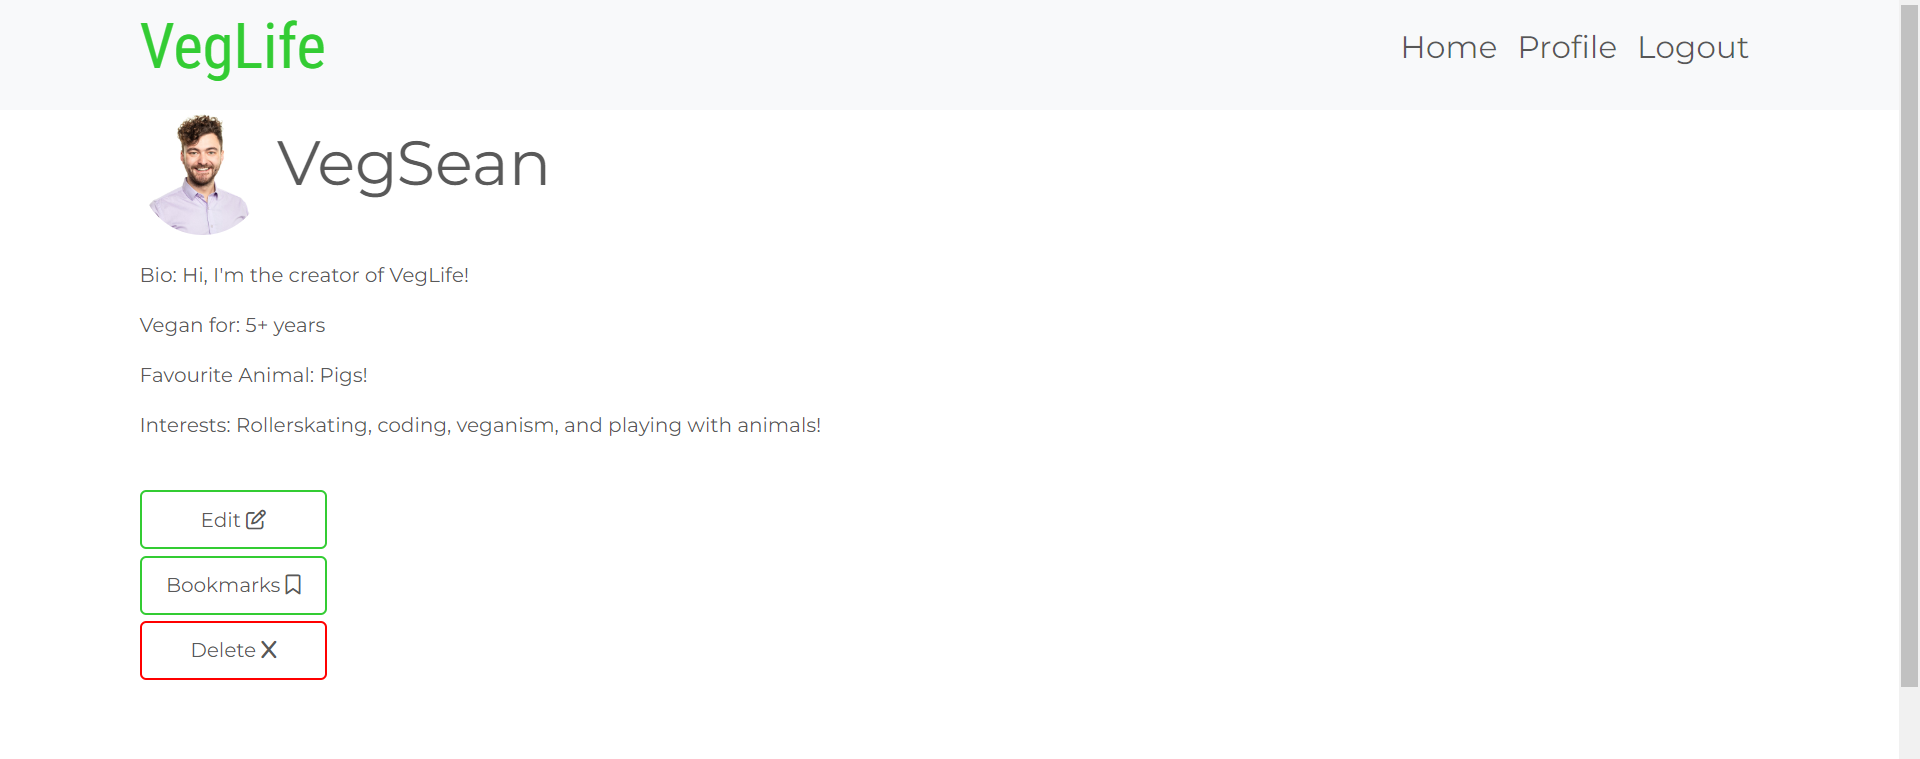 VegLife
Home Profile Logout
VegSean
Bio: Hi, I'm the creator of VegLife!
Vegan for: 5+ years
Favourite Animal: Pigs!
Interests: Rollerskating, coding, veganism, and playing with animals!
Edit
Bookmarks
Delete